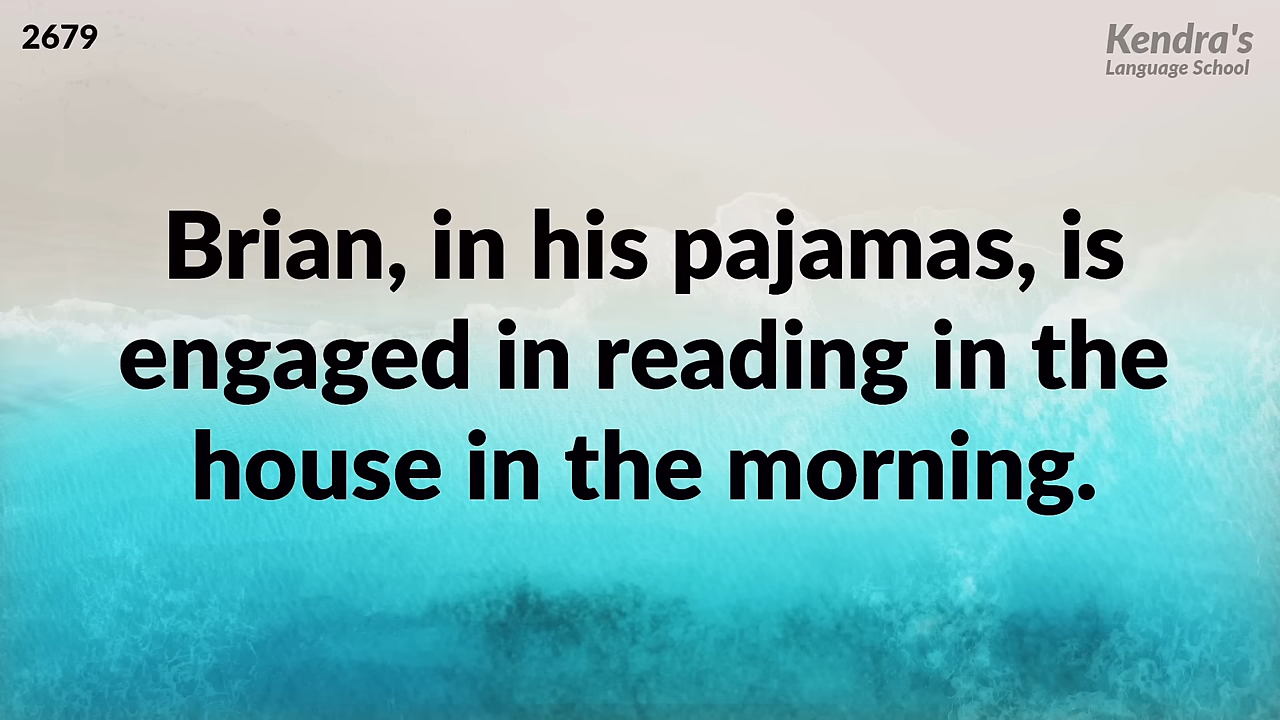 2679
Kendra's
Language School
Brian, in his pajamas, is
engaged in reading in the
house in the morning.